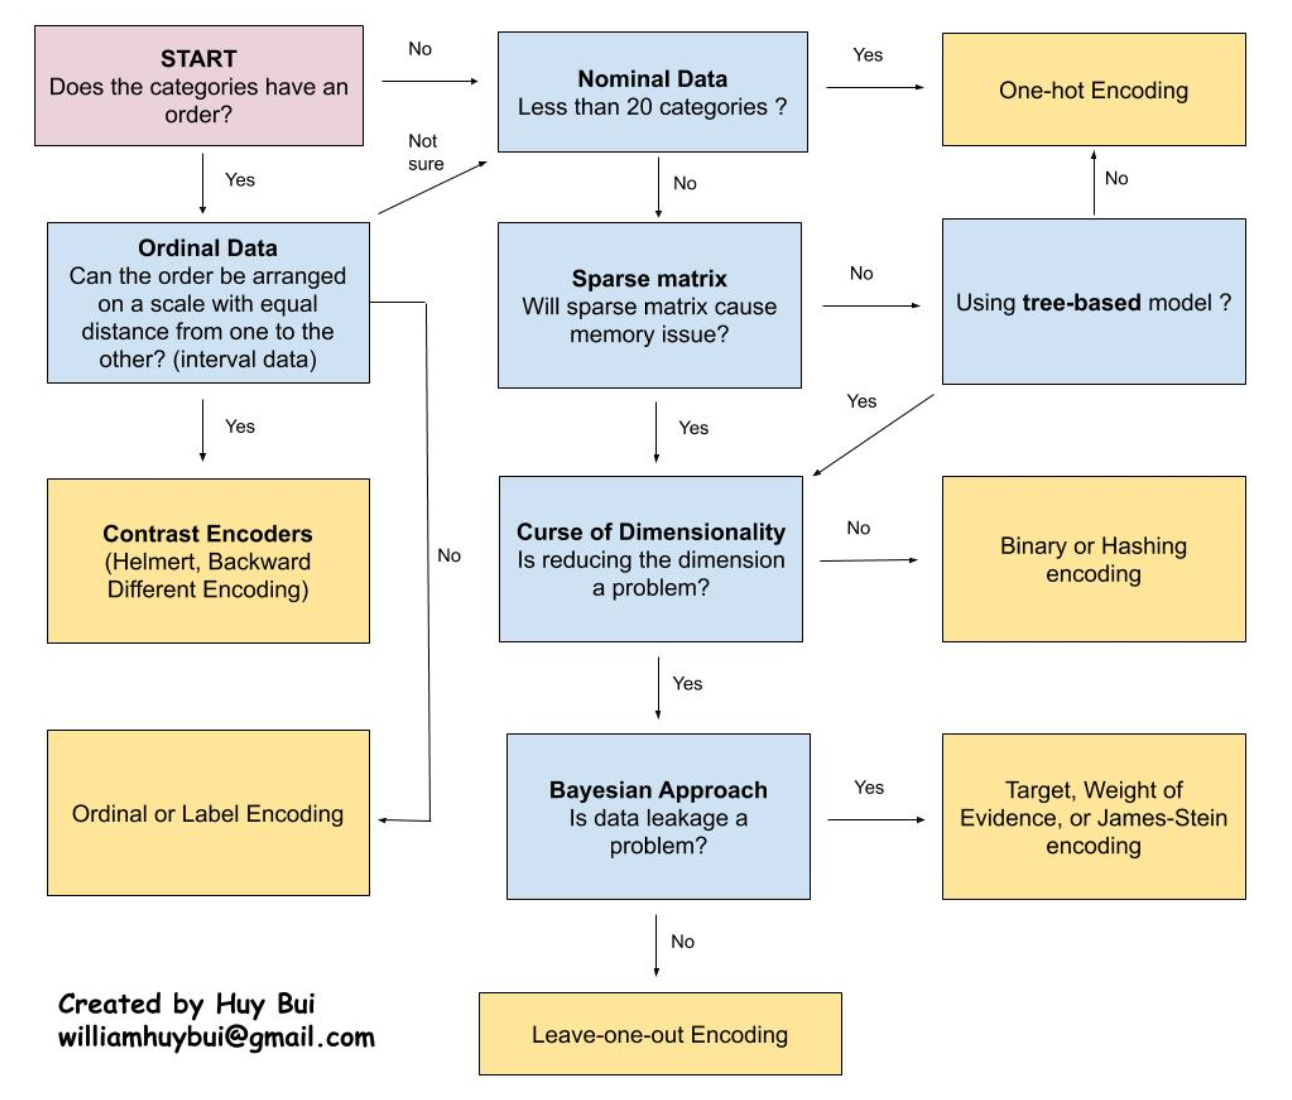 START
Does the categories have an
order?
No
Nominal Data
Less than 20 categories ?
Yes
One-hot Encoding
Not
sure
Yes
No
No
Ordinal Data
Can the order be arranged
on a scale with equal
distance from one to the
other? (interval data)
Sparse matrix
Will sparse matrix cause
memory issue?
No
Using tree-based model ?
Yes
Yes
Yes
Contrast Encoders
(Helmert, Backward
Different Encoding)
No
Curse of Dimensionality
Is reducing the dimension
a problem?
No
Binary or Hashing
encoding
Yes
Ordinal or Label Encoding
Bayesian Approach
Is data leakage a
problem?
Yes
Target, Weight of
Evidence, or James-Stein
encoding
No
Created by Huy Bui
williamhuybui@gmail.com
Leave-one-out Encoding